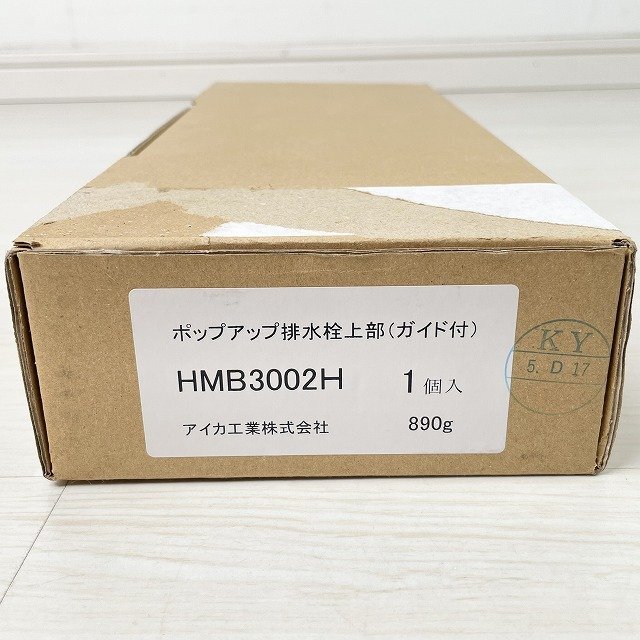 ポップアップ排水栓上部(ガイド付)
HMB3002H 1個入
アイカ工業株式会社 890g
KY
5. D 17